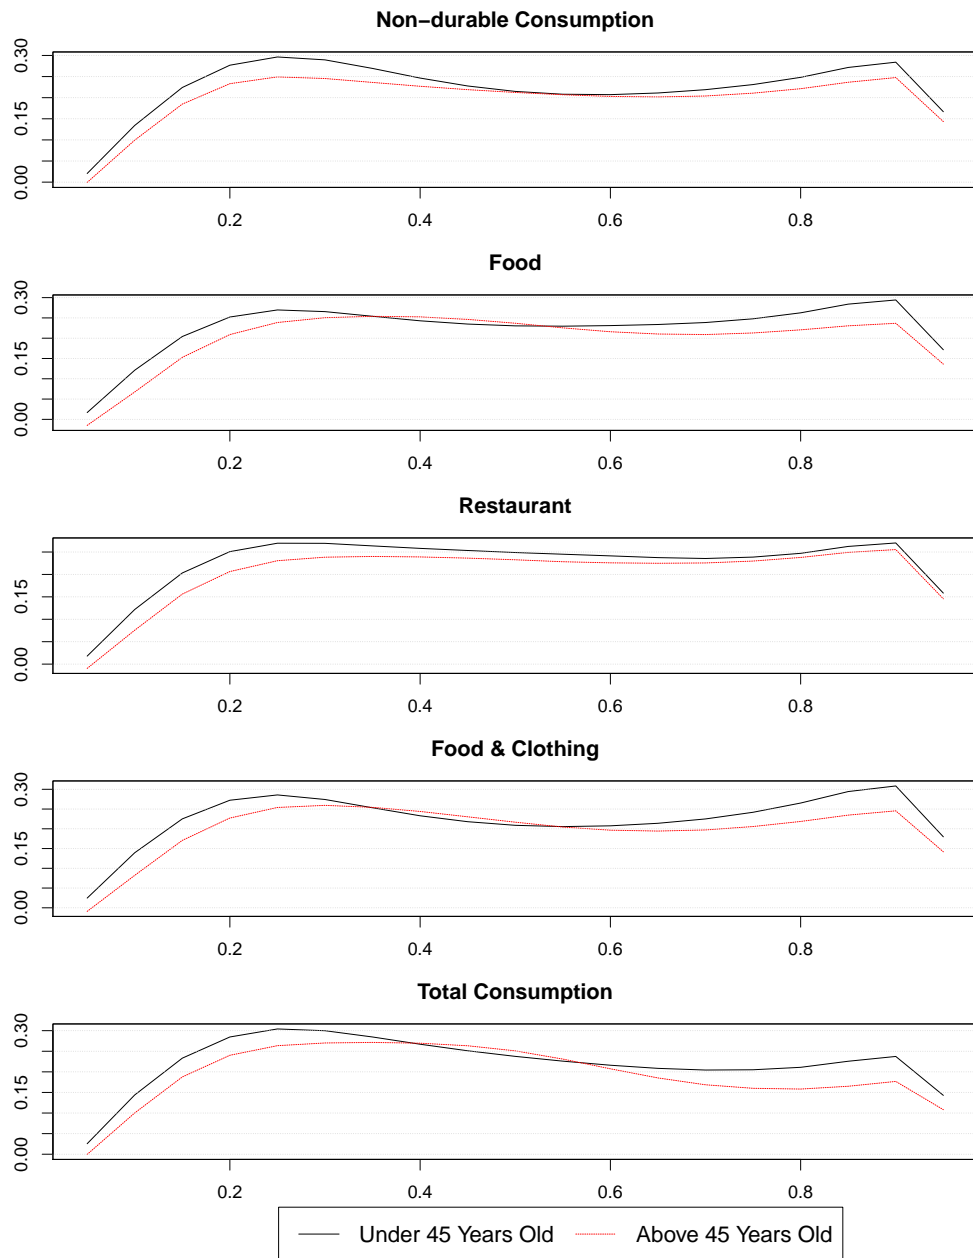 Non−durable Consumption
0.30
0.15
0.00
0.2 0.4 0.6 0.8
Food
0.30
0.15
0.00
0.2 0.4 0.6 0.8
Restaurant
0.15
0.00
0.2 0.4 0.6 0.8
Food & Clothing
0.30
0.15
0.00
0.2 0.4 0.6 0.8
Total Consumption
0.30
0.15
0.00
0.2 0.4 0.6 0.8
Under 45 Years Old Above 45 Years Old